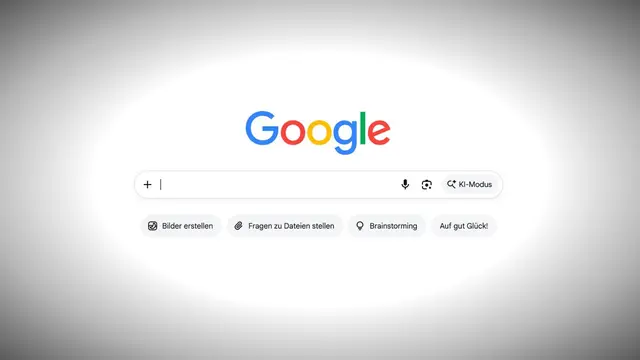 Google
KI-Modus
Bilder erstellen Fragen zu Dateien stellen Brainstorming Auf gut Glück!